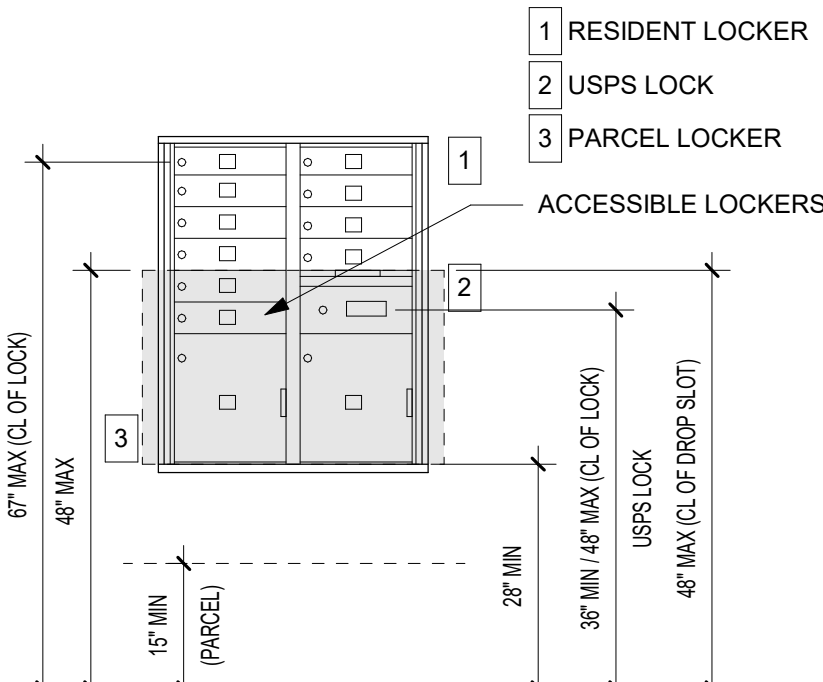 1 RESIDENT LOCKER
2 USPS LOCK
3 PARCEL LOCKER
1
ACCESSIBLE LOCKERS
2
3
67" MAX (CL OF LOCK)
48" MAX
15" MIN
(PARCEL)
28" MIN
36" MIN / 48" MAX (CL OF LOCK)
USPS LOCK
48" MAX (CL OF DROP SLOT)